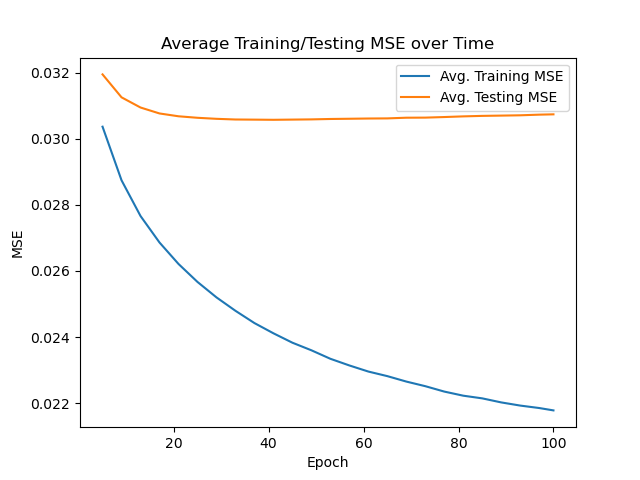 Average Training/Testing MSE over Time
Avg. Training MSE
Avg. Testing MSE
MSE
0.032
0.030
0.028
0.026
0.024
0.022
20 40 60 80 100
Epoch